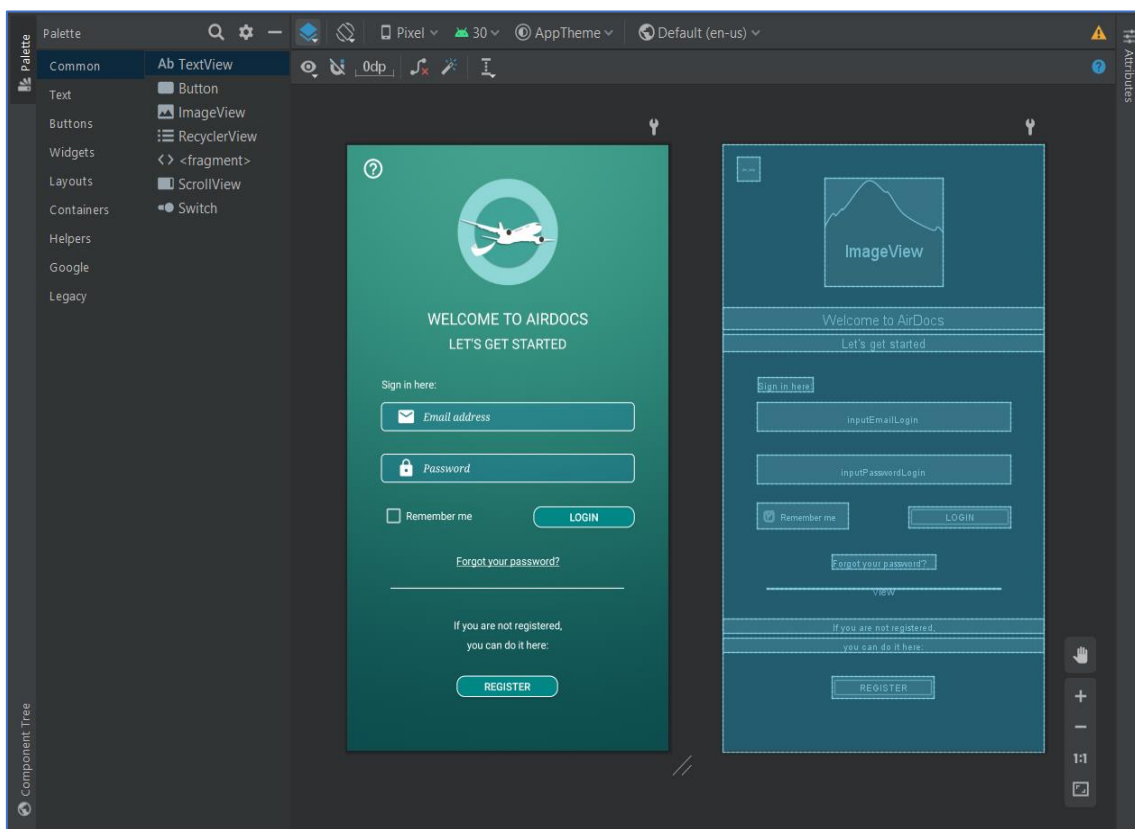 Palette
Component Tree
Palette
Common
Text
Buttons
Widgets
Layouts
Containers
Helpers
Google
Legacy
Ab TextView
Button
ImageView
RecyclerView
<> <fragment>
ScrollView
Switch
Pixel
30
AppTheme
Default (en-us)
0dp
Attributes
WELCOME TO AIRDOCS
LET'S GET STARTED
Sign in here:
Email address
Password
Remember me
LOGIN
Forgot your password?
If you are not registered,
you can do it here:
REGISTER
ImageView
Welcome to AirDocs
Let's get started
Sign in here:
inputEmailLogin
inputPasswordLogin
Remember me
LOGIN
Forgot your password?
view
If you are not registered,
you can do it here:
REGISTER
1:1